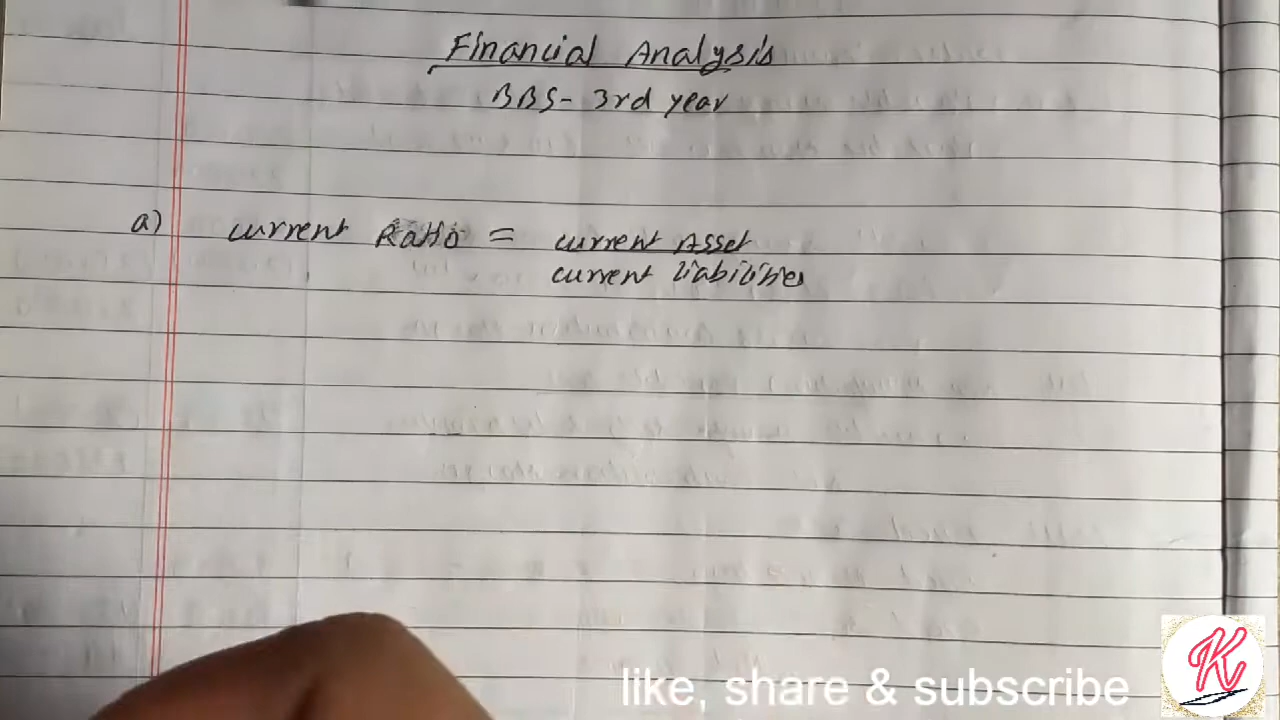 Financial Analysis
BBS- 3rd year
a) current Ratio = current Asset
current liabilities
like, share & subscribe
K